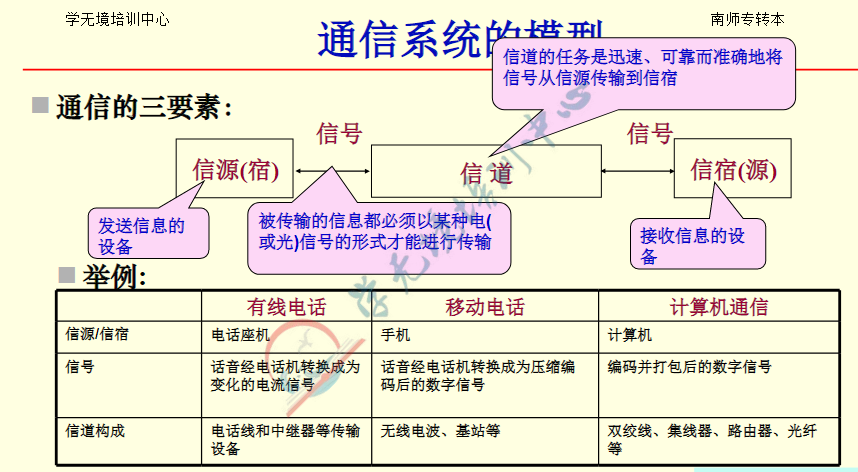 学无境培训中心
南师专转本
通信系统的模型
信道的任务是迅速、可靠而准确地将
信号从信源传输到信宿
通信的三要素:
信号
信号
信源(宿)
信 道
信宿(源)
发送信息的
设备
被传输的信息都必须以某种电(
或光)信号的形式才能进行传输
接收信息的设
备
学无境培训中心
举例:
有线电话
移动电话
计算机通信
信源/信宿
电话座机
手机
计算机
信号
话音经电话机转换成为
变化的电流信号
话音经电话机转换成为压缩编
码后的数字信号
编码并打包后的数字信号
信道构成
电话线和中继器等传输
设备
无线电波、基站等
双绞线、集线器、路由器、光纤
等